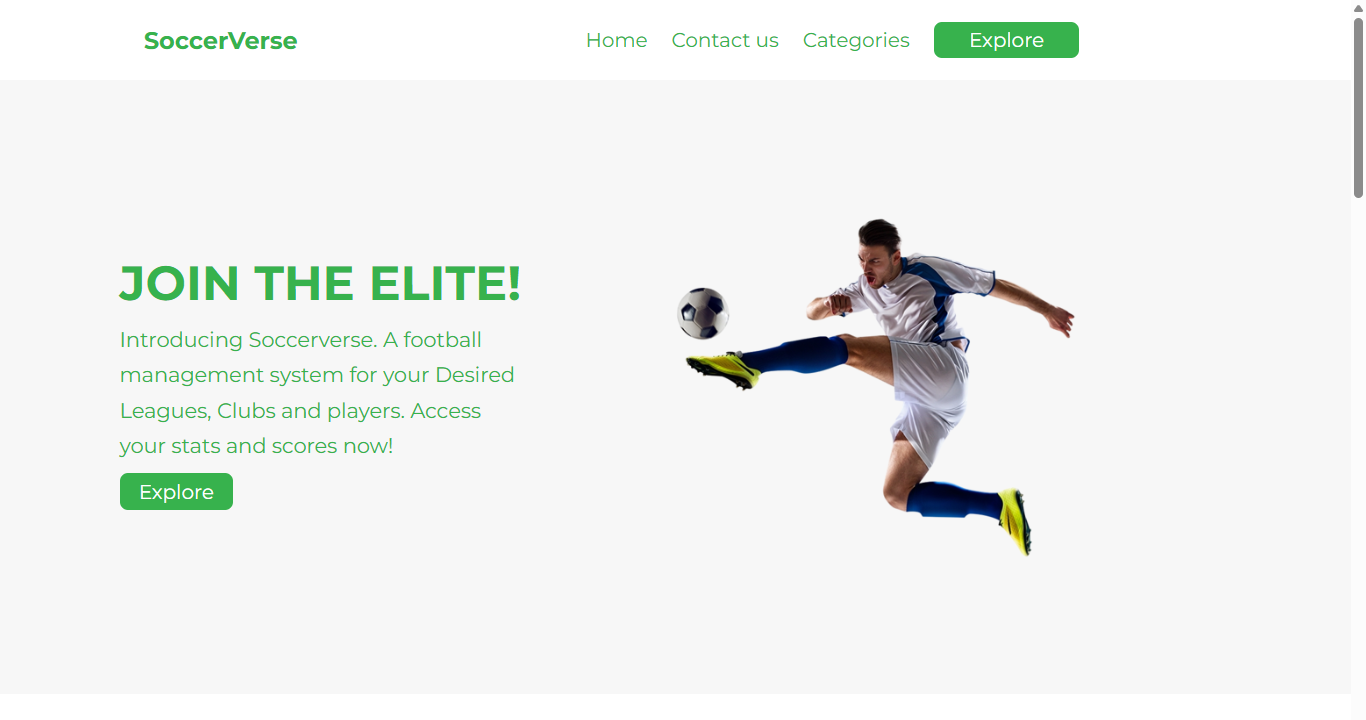 SoccerVerse
Home Contact us Categories Explore
JOIN THE ELITE!
Introducing Soccerverse. A football
management system for your Desired
Leagues, Clubs and players. Access
your stats and scores now!
Explore